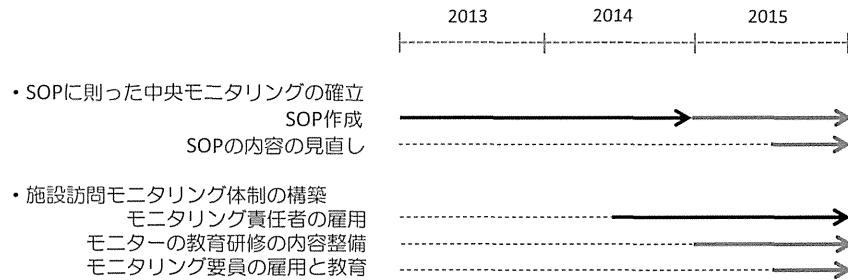 2013 2014 2015
・SOPに則った中央モニタリングの確立
SOP作成
SOPの内容の見直し
・施設訪問モニタリング体制の構築
モニタリング責任者の雇用
モニターの教育研修の内容整備
モニタリング要員の雇用と教育